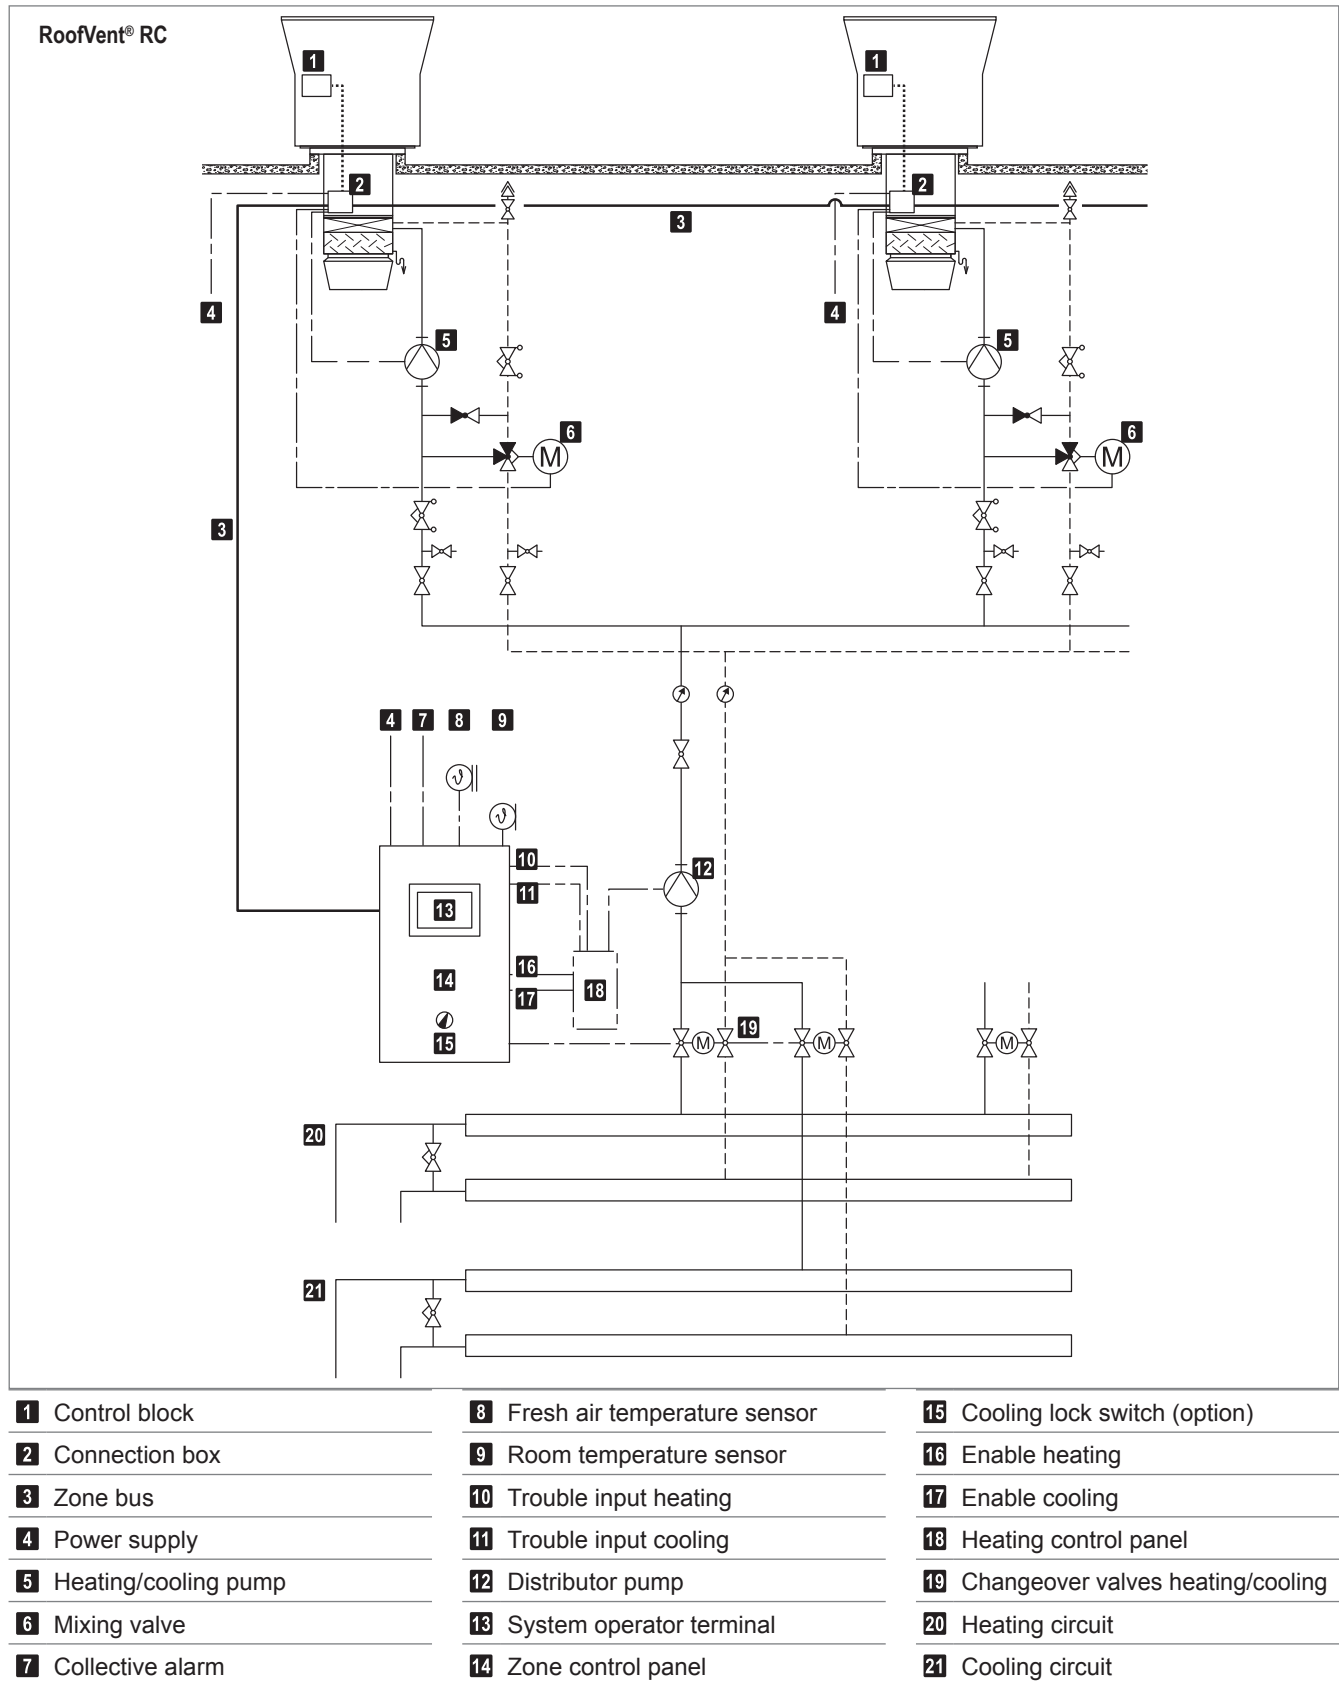 RoofVent® RC
1 1
2 2
3
4 4
5 5
6 6
3
4 7 8 9
ϑ
ϑ
10
11
12
13
16
14
18
17
19
15
M M M
M M
20
21
1 Control block
2 Connection box
3 Zone bus
4 Power supply
5 Heating/cooling pump
6 Mixing valve
7 Collective alarm
8 Fresh air temperature sensor
9 Room temperature sensor
10 Trouble input heating
11 Trouble input cooling
12 Distributor pump
13 System operator terminal
14 Zone control panel
15 Cooling lock switch (option)
16 Enable heating
17 Enable cooling
18 Heating control panel
19 Changeover valves heating/cooling
20 Heating circuit
21 Cooling circuit